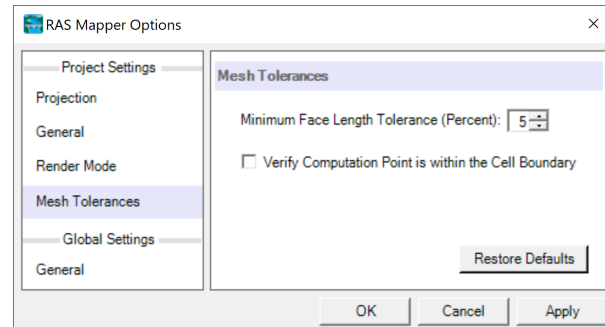 RAS Mapper Options
Project Settings
Projection
General
Render Mode
Mesh Tolerances
Global Settings
General
Mesh Tolerances
Minimum Face Length Tolerance (Percent): 5
Verify Computation Point is within the Cell Boundary
Restore Defaults
OK Cancel Apply